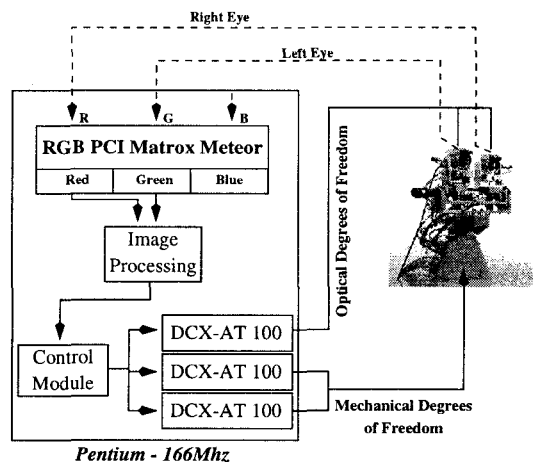 Right Eye
Left Eye
R G B
RGB PCI Matrox Meteor
Red Green Blue
Image
Processing
Optical Degrees of Freedom
DCX-AT 100
Control
Module
DCX-AT 100
DCX-AT 100
Mechanical Degrees
of Freedom
Pentium - 166Mhz